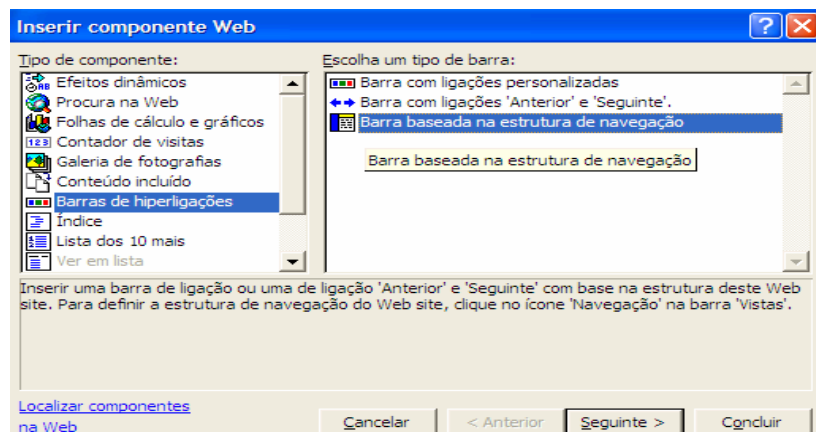 Inserir componente Web
Tipo de componente:
Efeitos dinâmicos
Procura na Web
Folhas de cálculo e gráficos
Contador de visitas
Galeria de fotografias
Conteúdo incluído
Barras de hiperligações
Índice
Lista dos 10 mais
Ver em lista
Escolha um tipo de barra:
Barra com ligações personalizadas
Barra com ligações 'Anterior' e 'Seguinte'.
Barra baseada na estrutura de navegação
Barra baseada na estrutura de navegação
Inserir uma barra de ligação ou uma de ligação 'Anterior' e 'Seguinte' com base na estrutura deste Web
site. Para definir a estrutura de navegação do Web site, clique no ícone 'Navegação' na barra 'Vistas'.
Localizar componentes
na Web
Cancelar
< Anterior
Seguinte >
Concluir